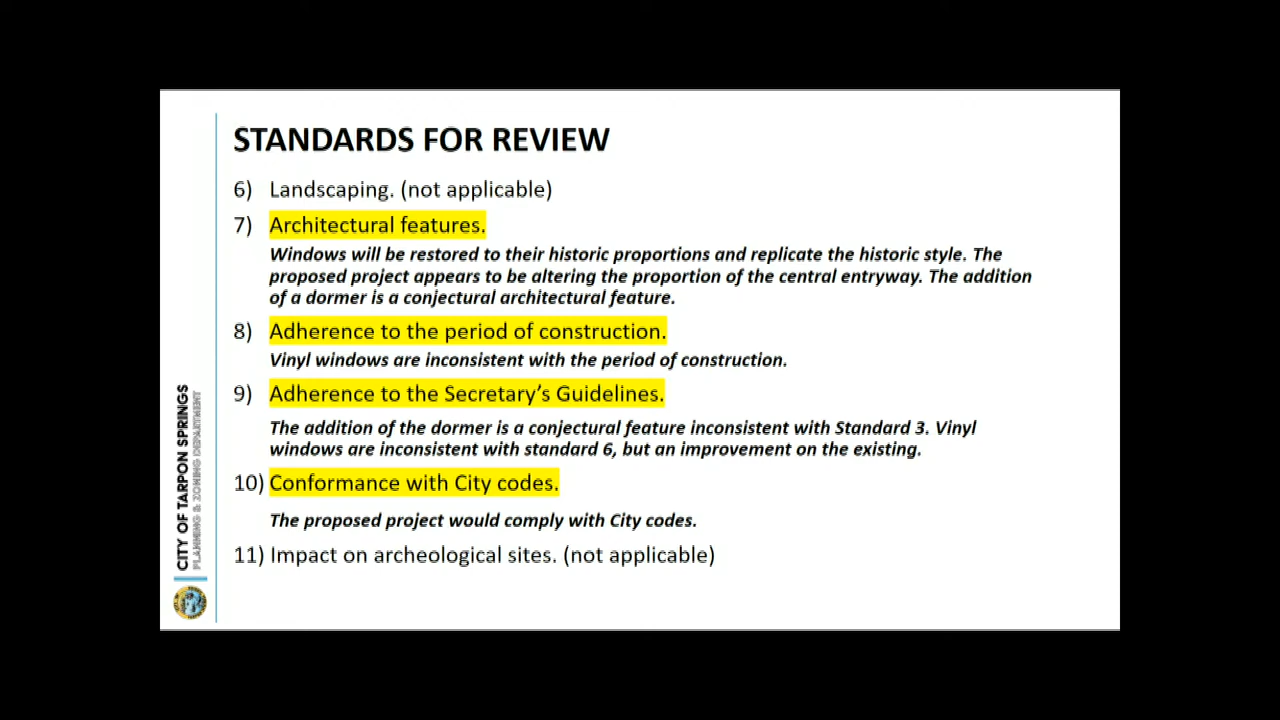 STANDARDS FOR REVIEW
6) Landscaping. (not applicable)
7) Architectural features.
Windows will be restored to their historic proportions and replicate the historic style. The
proposed project appears to be altering the proportion of the central entryway. The addition
of a dormer is a conjectural architectural feature.
8) Adherence to the period of construction.
Vinyl windows are inconsistent with the period of construction.
9) Adherence to the Secretary's Guidelines.
The addition of the dormer is a conjectural feature inconsistent with Standard 3. Vinyl
windows are inconsistent with standard 6, but an improvement on the existing.
10) Conformance with City codes.
The proposed project would comply with City codes.
11) Impact on archeological sites. (not applicable)
CITY OF TARPON SPRINGS
PLANNING & ZONING DEPARTMENT